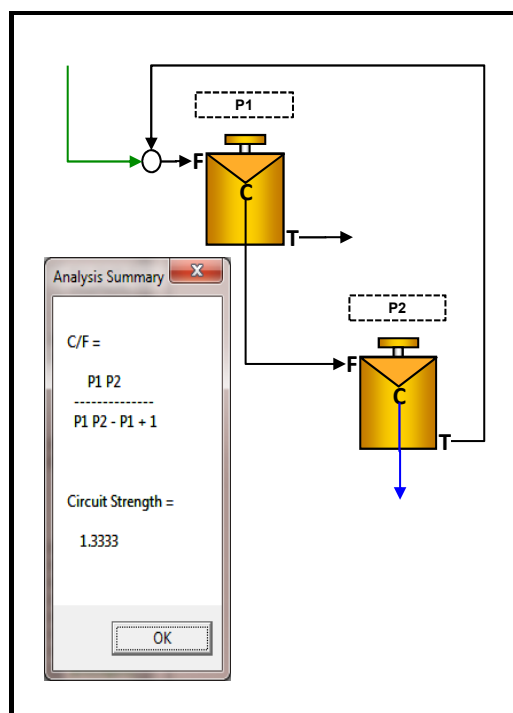 P1
F
C
T
P2
F
C
T
Analysis Summary
X
C/F =
P1 P2
--------------
P1 P2 - P1 + 1
Circuit Strength =
1.3333
OK